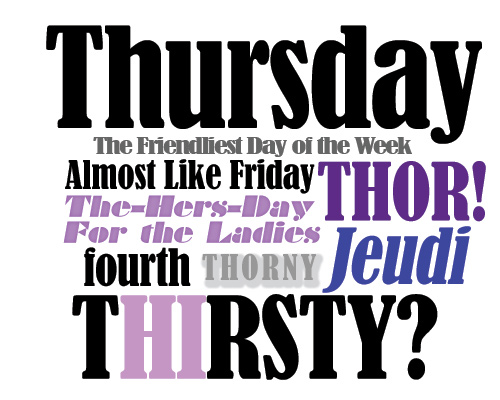 Thursday
The Friendliest Day of the Week
Almost Like Friday
THOR!
The-Hers-Day
For the Ladies
Jeudi
fourth
THORNY
THIRSTY?